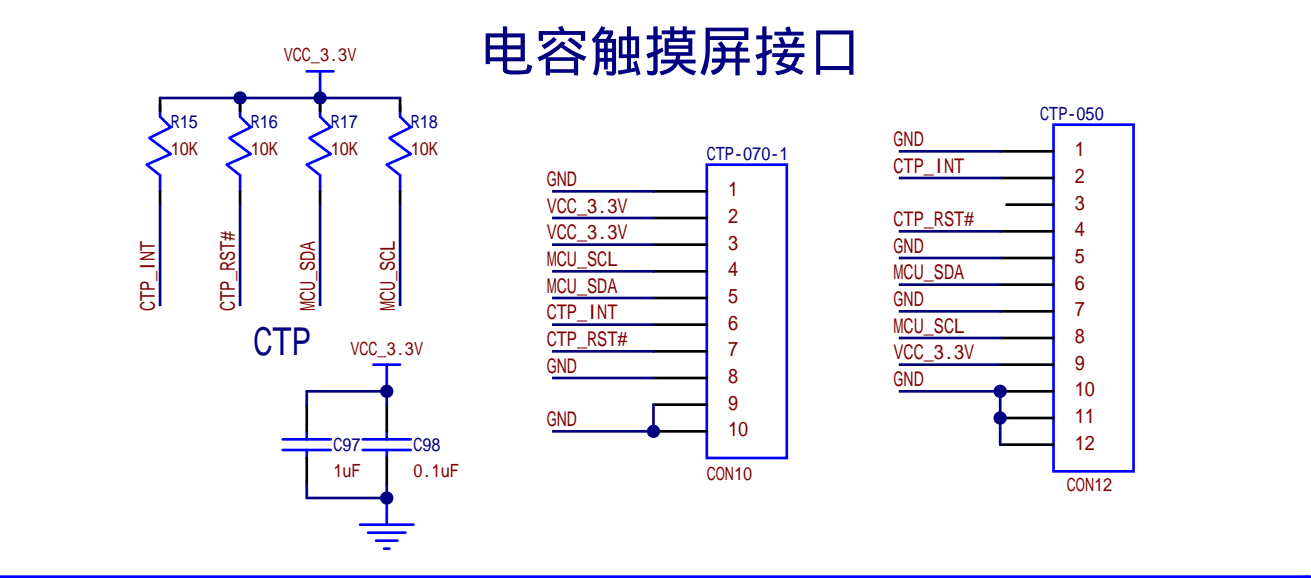 电容触摸屏接口
VCC_3.3V
R15
10K
R16
10K
R17
10K
R18
10K
CTP_INT
CTP_RST#
MCU_SDA
MCU_SCL
CTP
VCC_3.3V
C97
1uF
C98
0.1uF
CTP-070-1
GND 1
VCC_3.3V 2
VCC_3.3V 3
MCU_SCL 4
MCU_SDA 5
CTP_INT 6
CTP_RST# 7
GND 8
9
GND 10
CON10
CTP-050
GND 1
CTP_INT 2
3
CTP_RST# 4
GND 5
MCU_SDA 6
GND 7
MCU_SCL 8
VCC_3.3V 9
GND 10
11
12
CON12